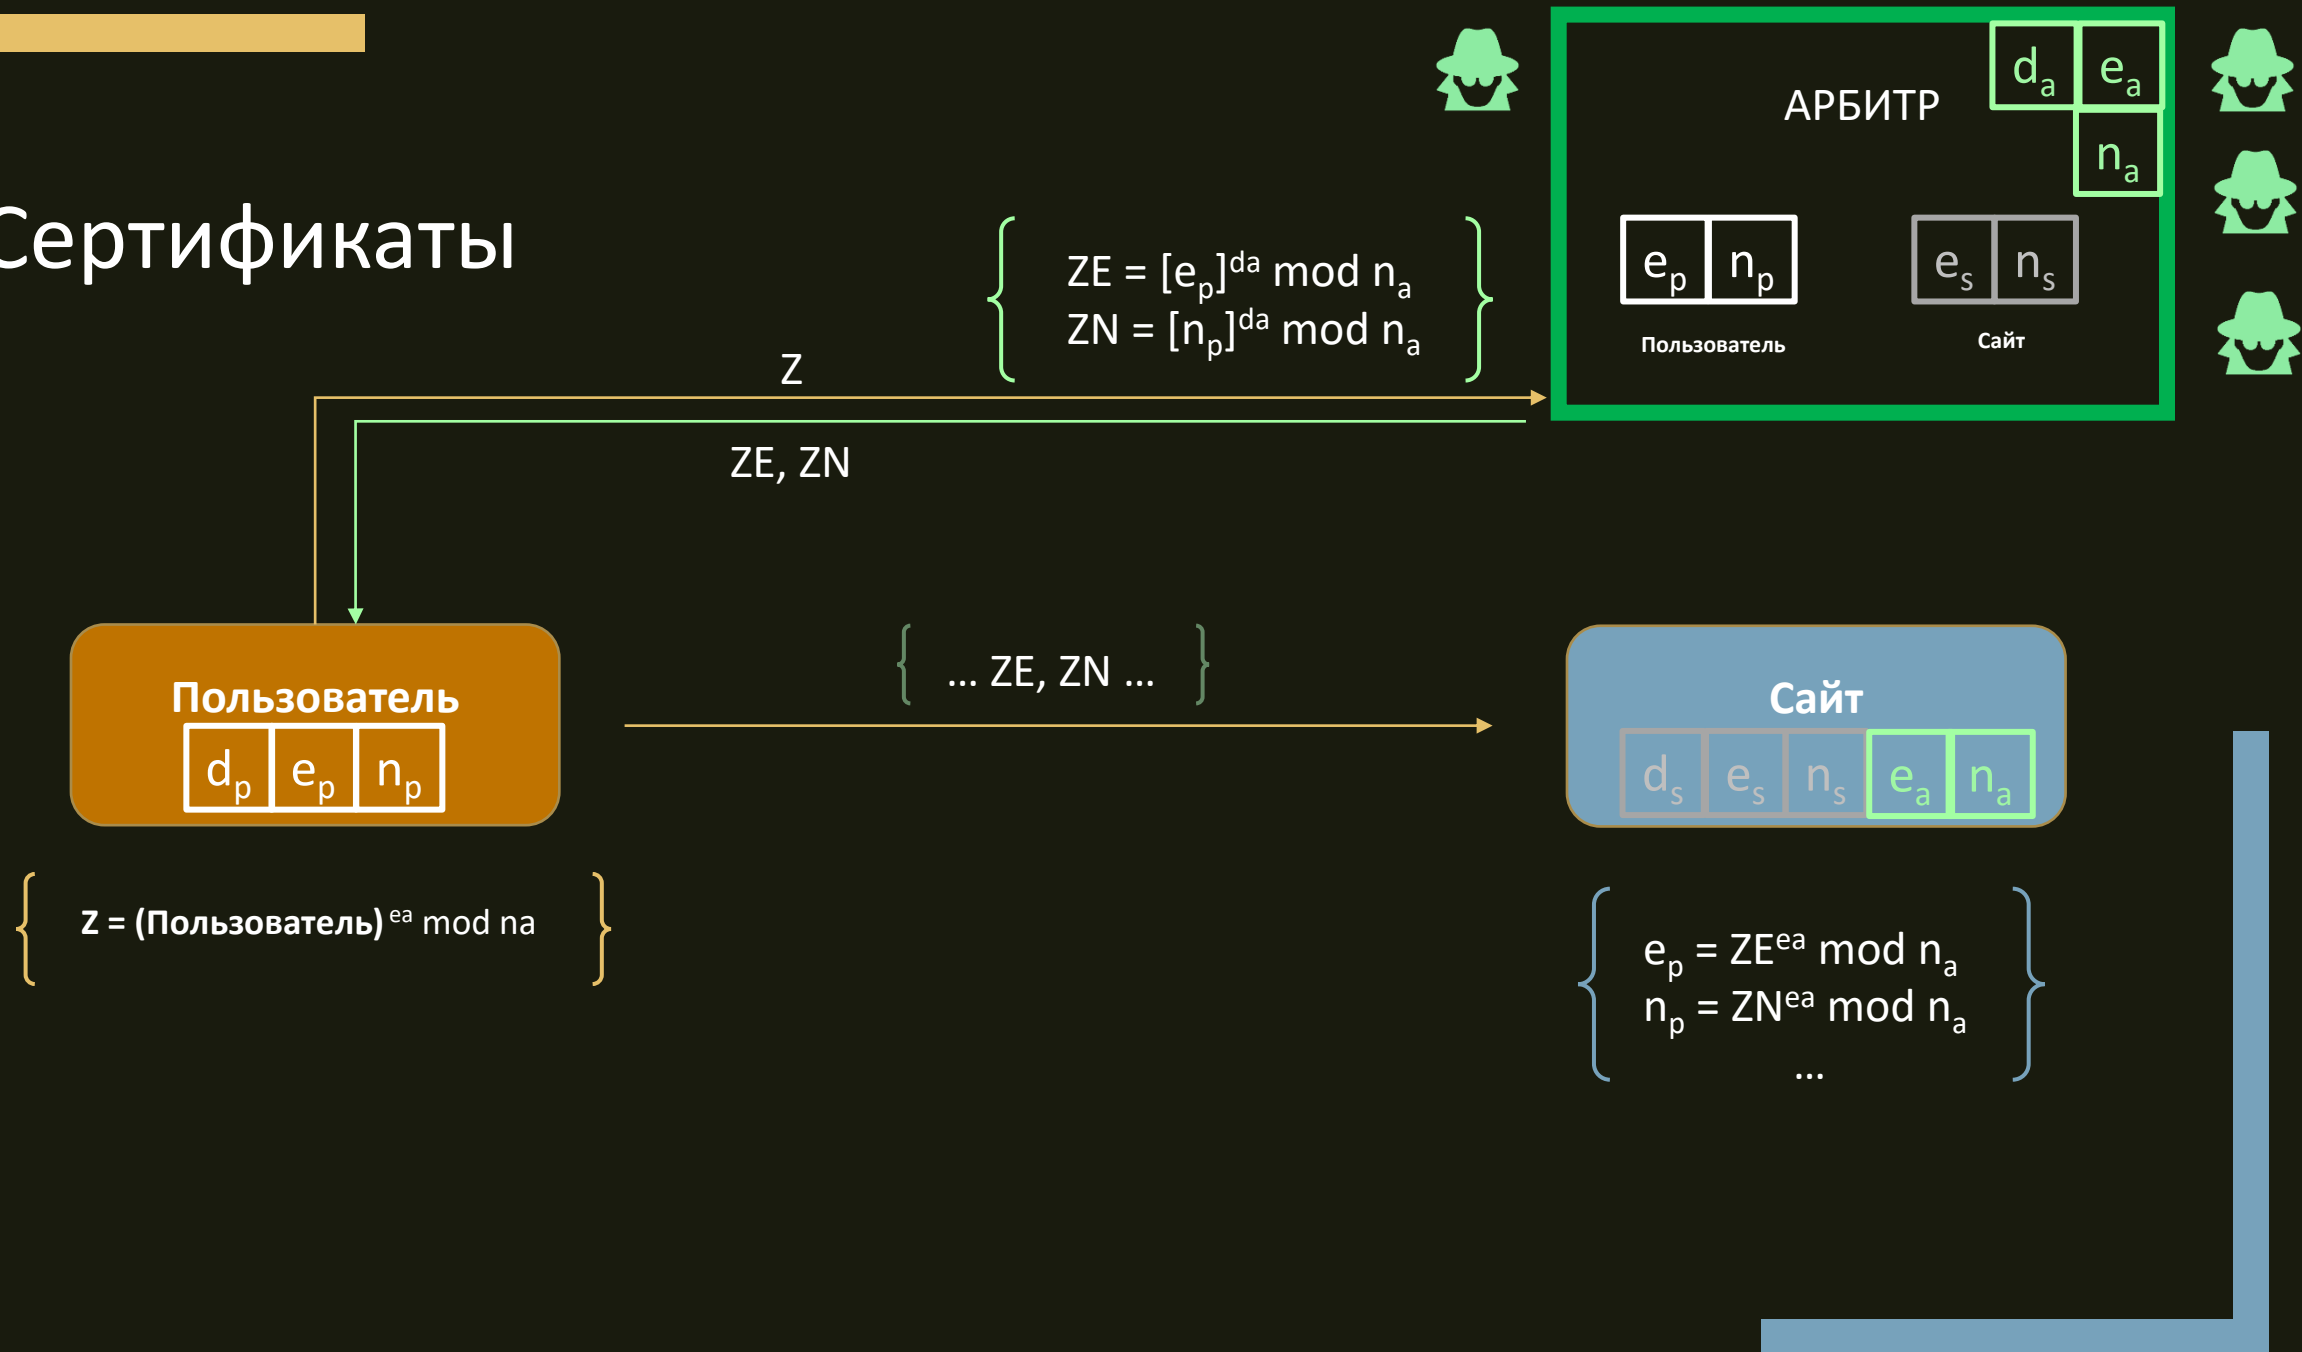 Сертификаты
АРБИТР
d_a e_a
n_a
e_p n_p
e_s n_s
Пользователь
Сайт
ZE = [e_p]^da mod n_a
ZN = [n_p]^da mod n_a
Z
ZE, ZN
... ZE, ZN ...
Пользователь
d_p e_p n_p
Сайт
d_s e_s n_s e_a n_a
Z = (Пользователь)^ea mod na
e_p = ZE^ea mod n_a
n_p = ZN^ea mod n_a
...